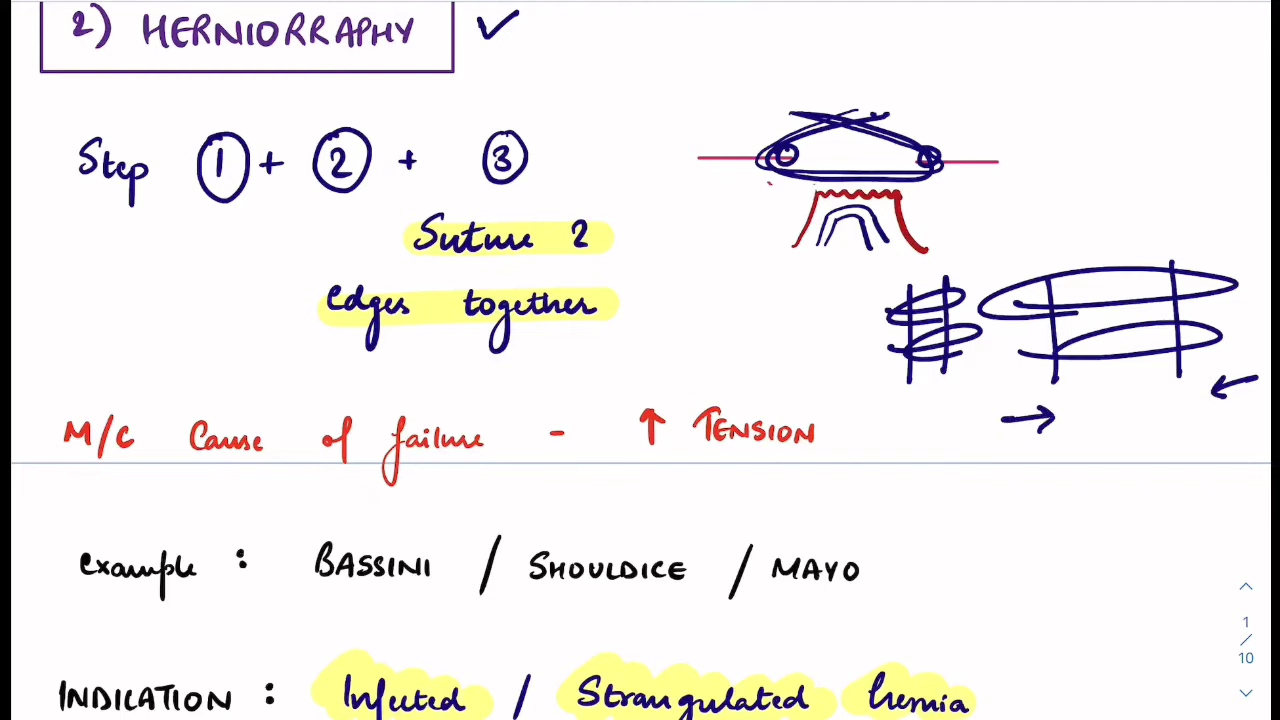 2) HERNIORRAPHY ✓
Step ① + ② + ③
Suture 2
edges together
M/C Cause of failure - ↑ TENSION
example : BASSINI / SHOULDICE / MAYO
1
/
10
INDICATION : Infected / Strangulated hernia